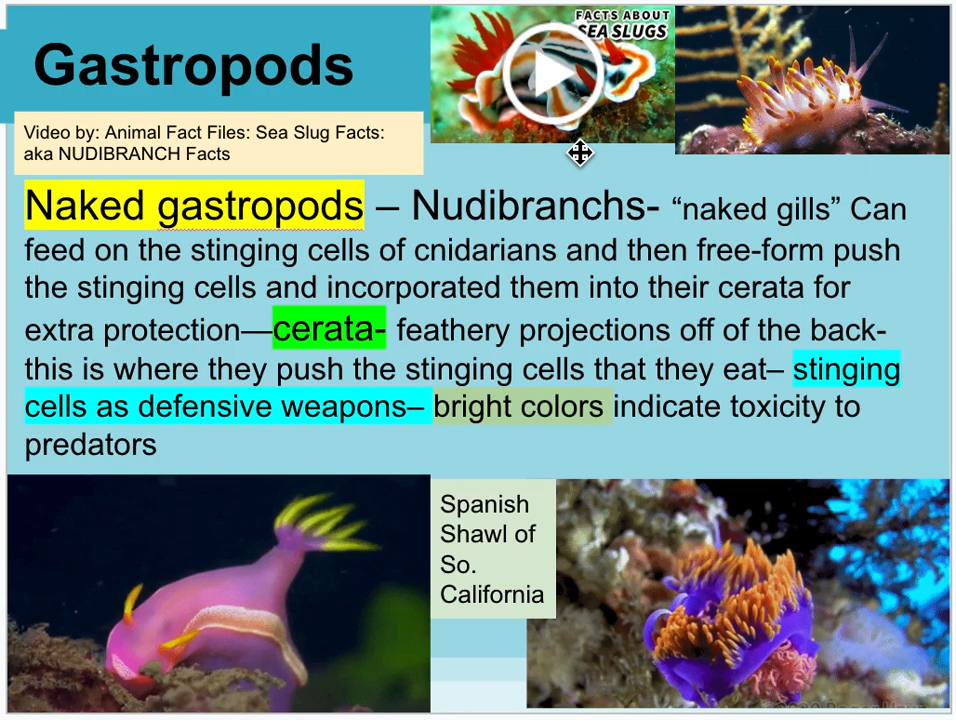 Gastropods
FACTS ABOUT
SEA SLUGS
Video by: Animal Fact Files: Sea Slug Facts:
aka NUDIBRANCH Facts
Naked gastropods – Nudibranchs- “naked gills” Can
feed on the stinging cells of cnidarians and then free-form push
the stinging cells and incorporated them into their cerata for
extra protection—cerata- feathery projections off of the back-
this is where they push the stinging cells that they eat– stinging
cells as defensive weapons– bright colors indicate toxicity to
predators
Spanish
Shawl of
So.
California